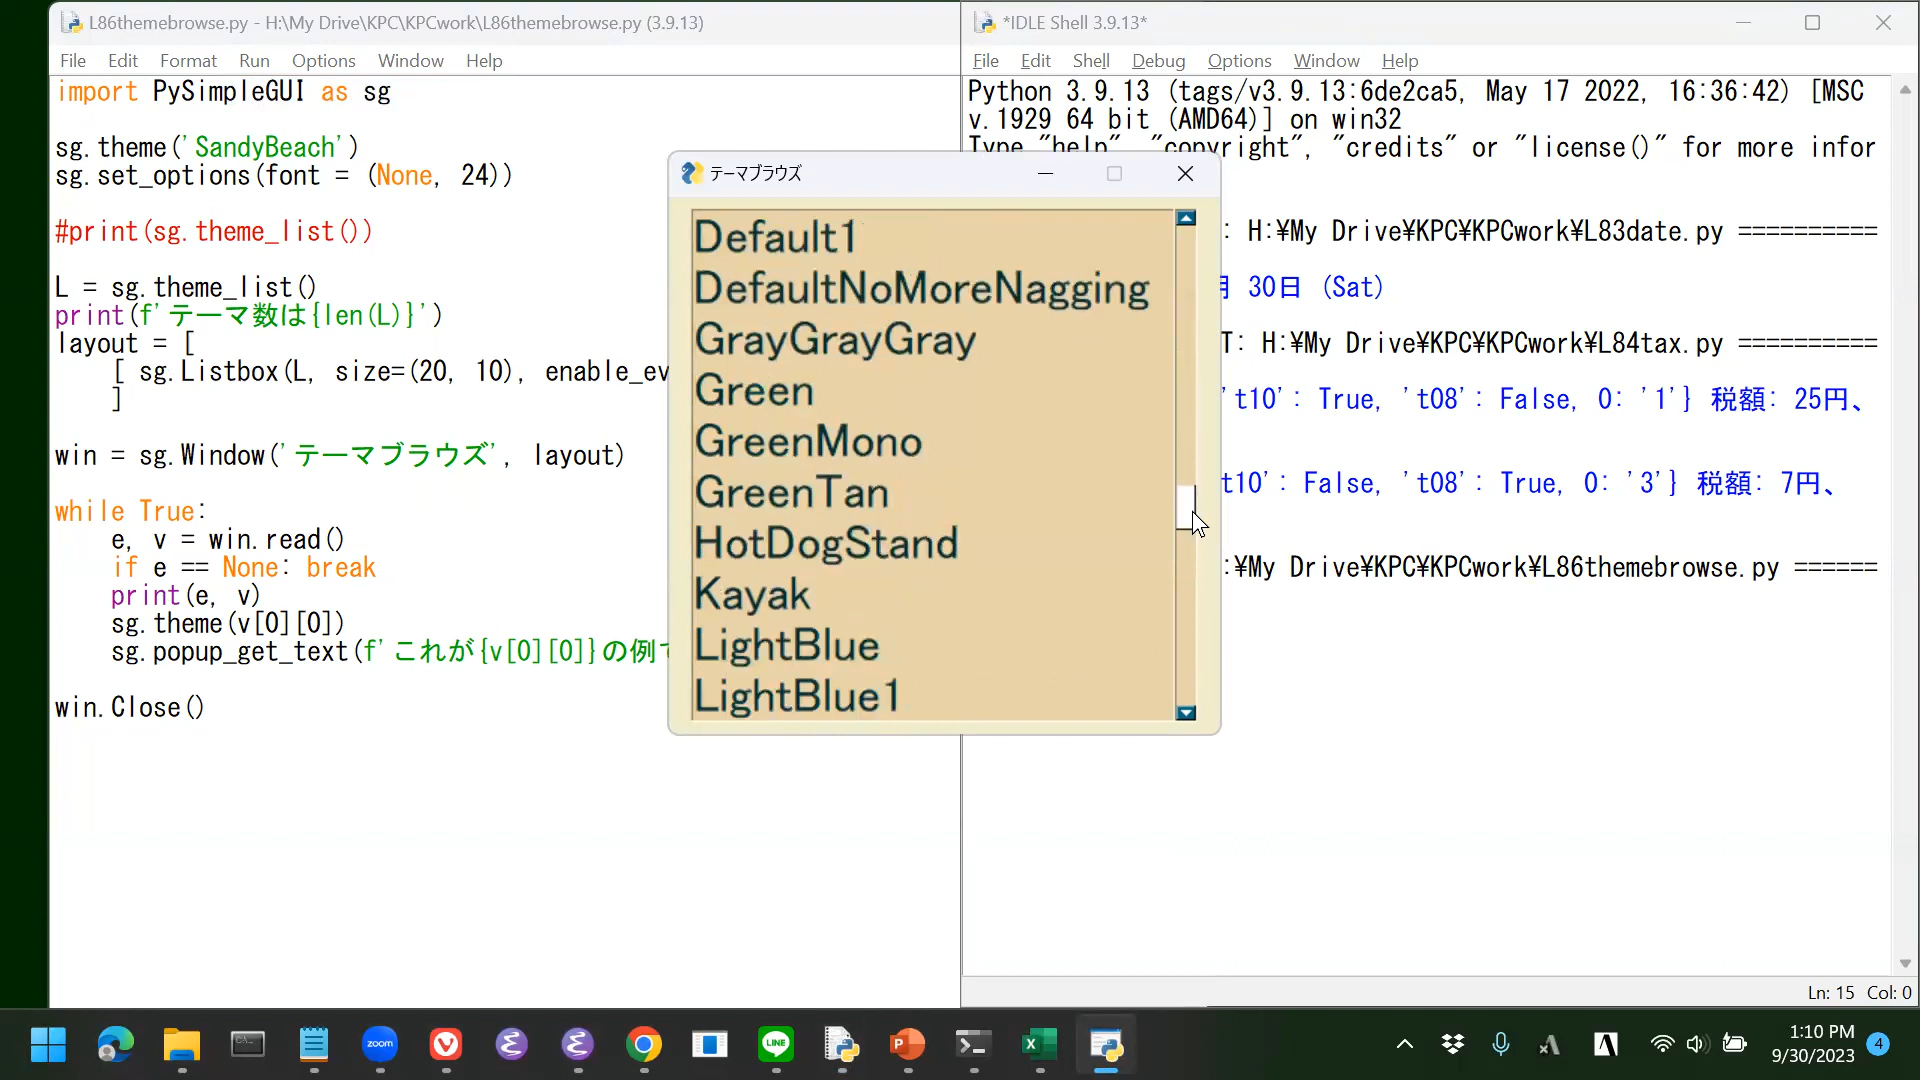 L86themebrowse.py - H:\My Drive\KPC\KPCwork\L86themebrowse.py (3.9.13)
File Edit Format Run Options Window Help
import PySimpleGUI as sg
sg.theme('SandyBeach')
sg.set_options(font = (None, 24))
#print(sg.theme_list())
L = sg.theme_list()
print(f'テーマ数は{len(L)}')
layout = [
[ sg.Listbox(L, size=(20, 10), enable_ev
]
win = sg.Window('テーマブラウズ', layout)
while True:
e, v = win.read()
if e == None: break
print(e, v)
sg.theme(v[0][0])
sg.popup_get_text(f'これが{v[0][0]}の例
win.Close()
*IDLE Shell 3.9.13*
File Edit Shell Debug Options Window Help
Python 3.9.13 (tags/v3.9.13:6de2ca5, May 17 2022, 16:36:42) [MSC
v.1929 64 bit (AMD64)] on win32
Type "help", "copyright", "credits" or "license()" for more infor
: H:¥My Drive¥KPC¥KPCwork¥L83date.py ==========
月 30日 (Sat)
T: H:¥My Drive¥KPC¥KPCwork¥L84tax.py ==========
't10': True, 't08': False, 0: '1'} 税額: 25円、
t10': False, 't08': True, 0: '3'} 税額: 7円、
:¥My Drive¥KPC¥KPCwork¥L86themebrowse.py ======
テーマブラウズ
Default1
DefaultNoMoreNagging
GrayGrayGray
Green
GreenMono
GreenTan
HotDogStand
Kayak
LightBlue
LightBlue1
Ln: 15 Col: 0
zoom
LINE
1:10 PM
9/30/2023
4